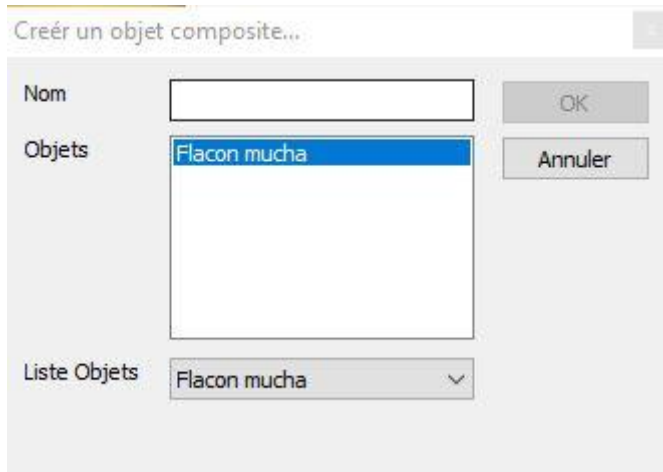 Creér un objet composite...
Nom
OK
Objets
Flacon mucha
Annuler
Liste Objets
Flacon mucha